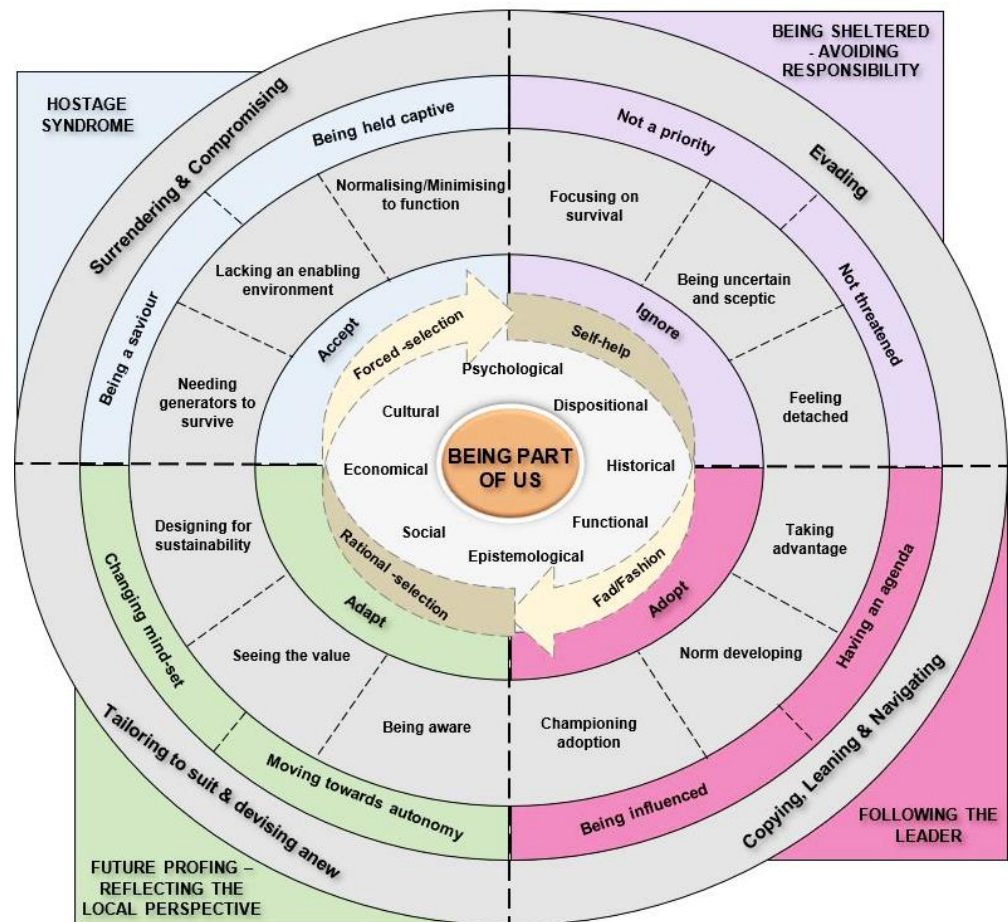 BEING SHELTERED
- AVOIDING
RESPONSIBILITY
HOSTAGE
SYNDROME
Surrendering & Compromising
Evading
Being held captive
Not a priority
Being a saviour
Not threatened
Normalising/Minimising
to function
Focusing on
survival
Lacking an enabling
environment
Being uncertain
and sceptic
Needing
generators to
survive
Feeling
detached
Accept
Ignore
Forced -selection
Self-help
Psychological
Cultural
Dispositional
Economical
BEING PART
OF US
Historical
Social
Functional
Epistemological
Rational -selection
Fad/Fashion
Adapt
Adopt
Designing for
sustainability
Taking
advantage
Seeing the value
Norm developing
Being aware
Championing
adoption
Changing mind-set
Having an agenda
Moving towards autonomy
Being influenced
Tailoring to suit & devising anew
Copying, Leaning & Navigating
FOLLOWING THE
LEADER
FUTURE PROFING –
REFLECTING THE
LOCAL PERSPECTIVE